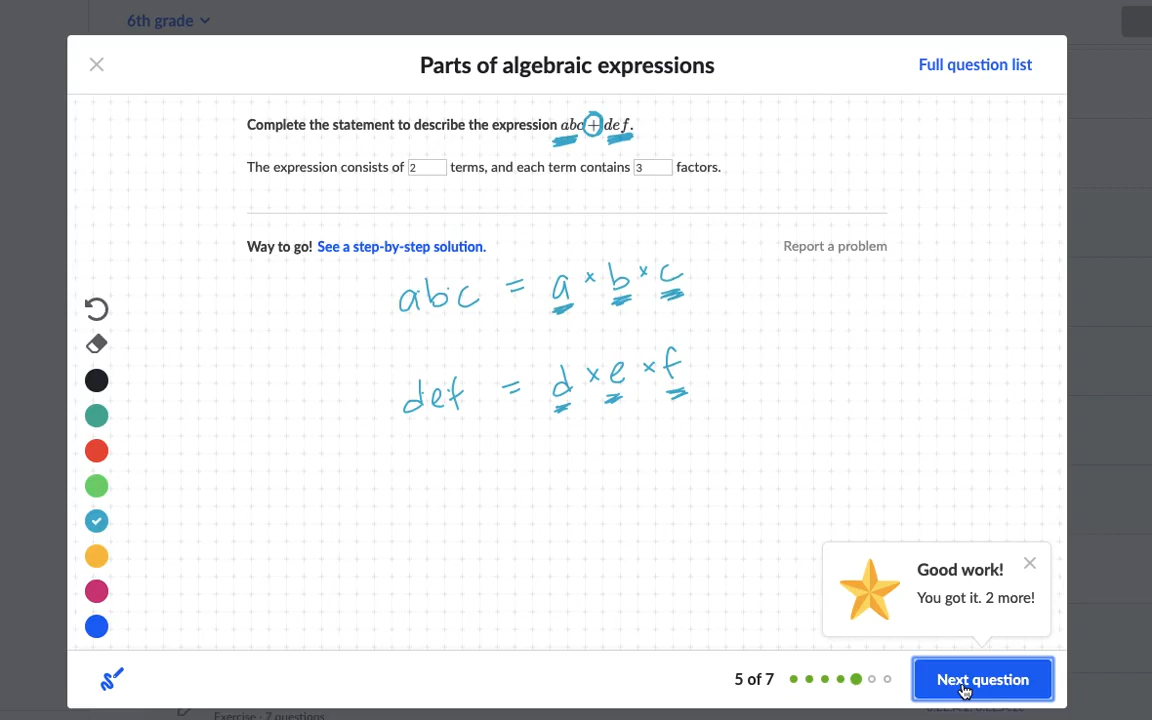 6th grade
Parts of algebraic expressions
Full question list
Complete the statement to describe the expression abc + def.
The expression consists of 2 terms, and each term contains 3 factors.
Way to go! See a step-by-step solution.
Report a problem
abc = a × b × c
def = d × e × f
Good work!
You got it. 2 more!
5 of 7
Next question
Exercise · 7 questions